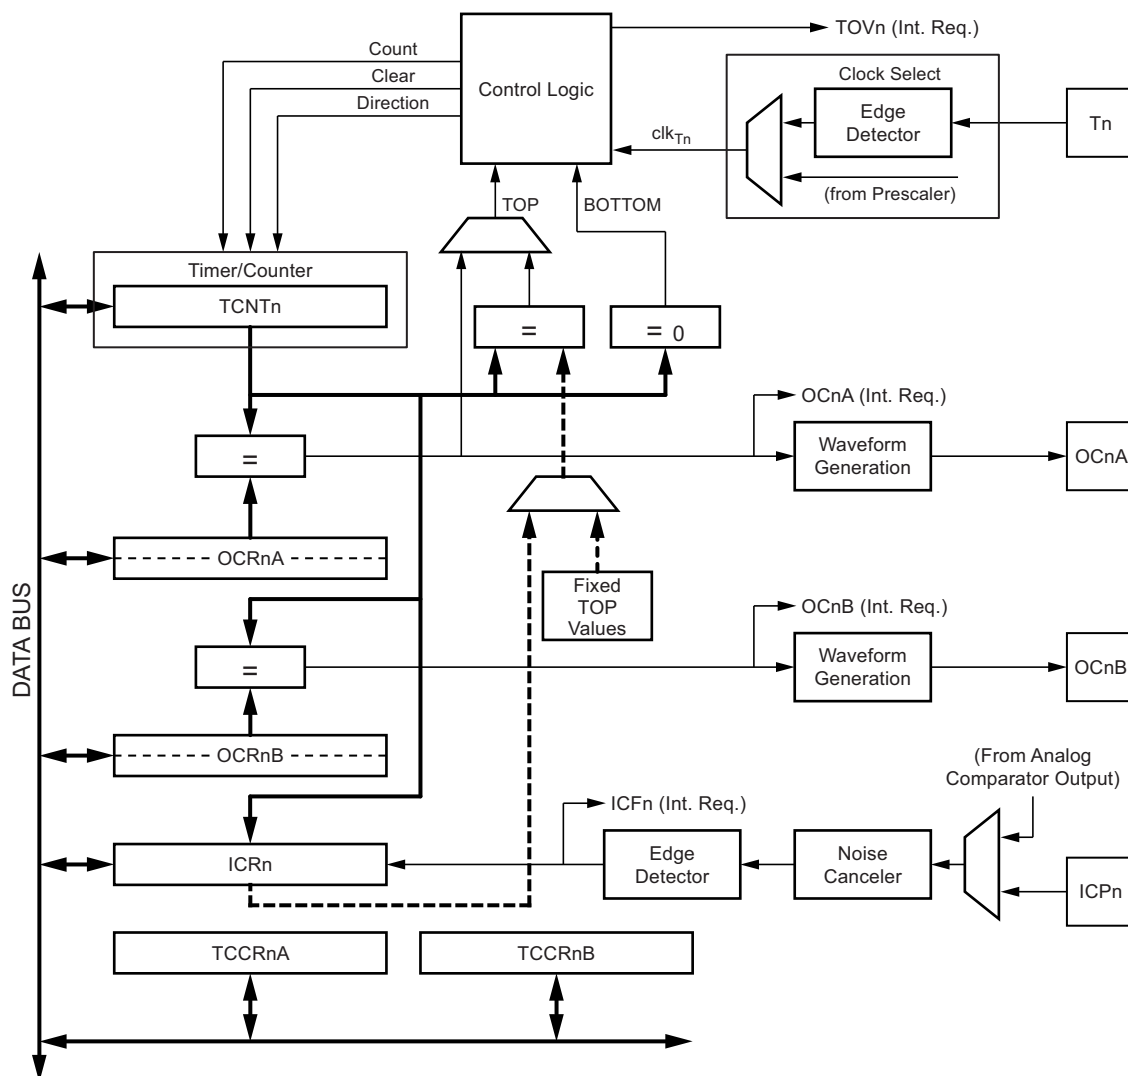 TOVn (Int. Req.)
Count
Clear
Direction
Control Logic
Clock Select
Edge
Detector
Tn
clkTn
(from Prescaler)
TOP
BOTTOM
Timer/Counter
TCNTn
=
= 0
OCnA (Int. Req.)
=
Waveform
Generation
OCnA
OCRnA
Fixed
TOP
Values
DATA BUS
OCnB (Int. Req.)
=
Waveform
Generation
OCnB
OCRnB
(From Analog
Comparator Output)
ICFn (Int. Req.)
ICRn
Edge
Detector
Noise
Canceler
ICPn
TCCRnA
TCCRnB